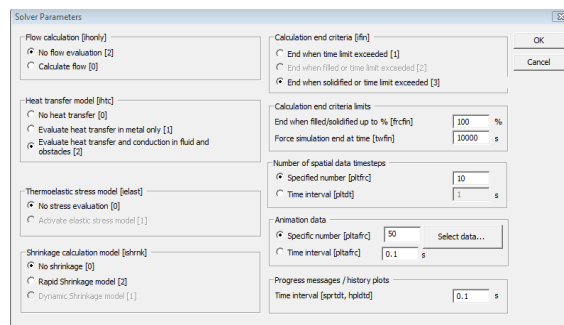 Solver Parameters
Flow calculation [ihonly]
No flow evaluation [2]
Calculate flow [0]
Heat transfer model [ihtc]
No heat transfer [0]
Evaluate heat transfer in metal only [1]
Evaluate heat transfer and conduction in fluid and
obstacles [2]
Thermoelastic stress model [ielast]
No stress evaluation [0]
Activate elastic stress model [1]
Shrinkage calculation model [ishrnk]
No shrinkage [0]
Rapid Shrinkage model [2]
Dynamic Shrinkage model [1]
Calculation end criteria [ifin]
End when time limit exceeded [1]
End when filled or time limit exceeded [2]
End when solidified or time limit exceeded [3]
Calculation end criteria limits
End when filled/solidified up to % [frcfin] 100 %
Force simulation end at time [twfin] 10000 s
Number of spatial data timesteps
Specified number [pltfrc] 10
Time interval [pltdt] 1 s
Animation data
Specific number [pltafrc] 50 Select data...
Time interval [pltafrc] 0.1 s
Progress messages / history plots
Time interval [sprtdt, hpltdt] 0.1 s
OK
Cancel